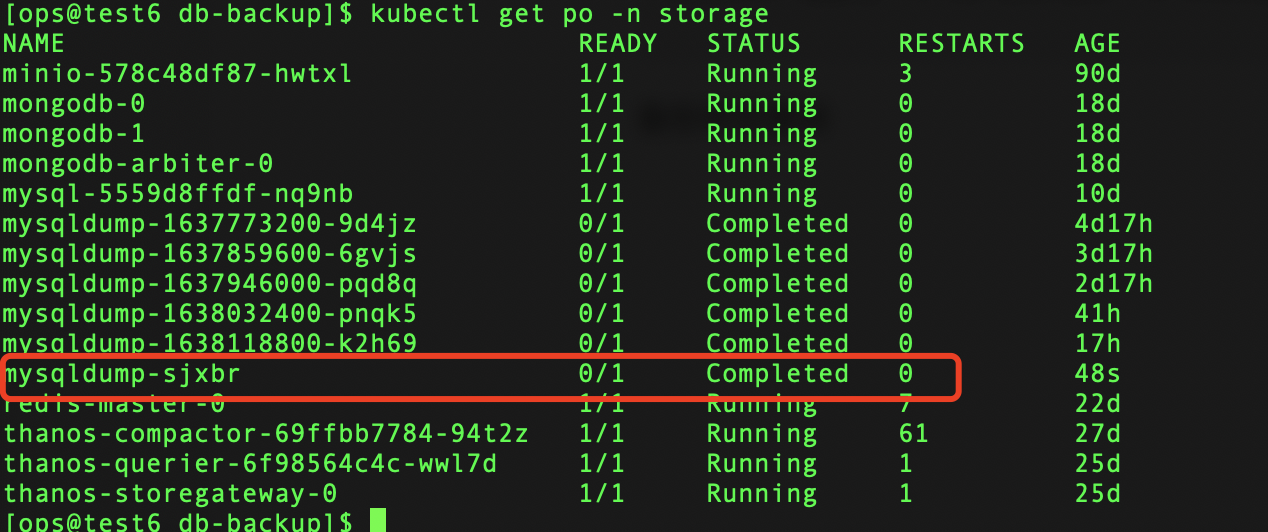 [ops@test6 db-backup]$ kubectl get po -n storage
NAME READY STATUS RESTARTS AGE
minio-578c48df87-hwtxl 1/1 Running 3 90d
mongodb-0 1/1 Running 0 18d
mongodb-1 1/1 Running 0 18d
mongodb-arbiter-0 1/1 Running 0 18d
mysql-5559d8ffdf-nq9nb 1/1 Running 0 10d
mysqldump-1637773200-9d4jz 0/1 Completed 0 4d17h
mysqldump-1637859600-6gvjs 0/1 Completed 0 3d17h
mysqldump-1637946000-pqd8q 0/1 Completed 0 2d17h
mysqldump-1638032400-pnqk5 0/1 Completed 0 41h
mysqldump-1638118800-k2h69 0/1 Completed 0 17h
mysqldump-sjxbr 0/1 Completed 0 48s
redis-master-0 1/1 Running 7 22d
thanos-compactor-69ffbb7784-94t2z 1/1 Running 61 27d
thanos-querier-6f98564c4c-wwl7d 1/1 Running 1 25d
thanos-storegateway-0 1/1 Running 1 25d
[ops@test6 db-backup]$